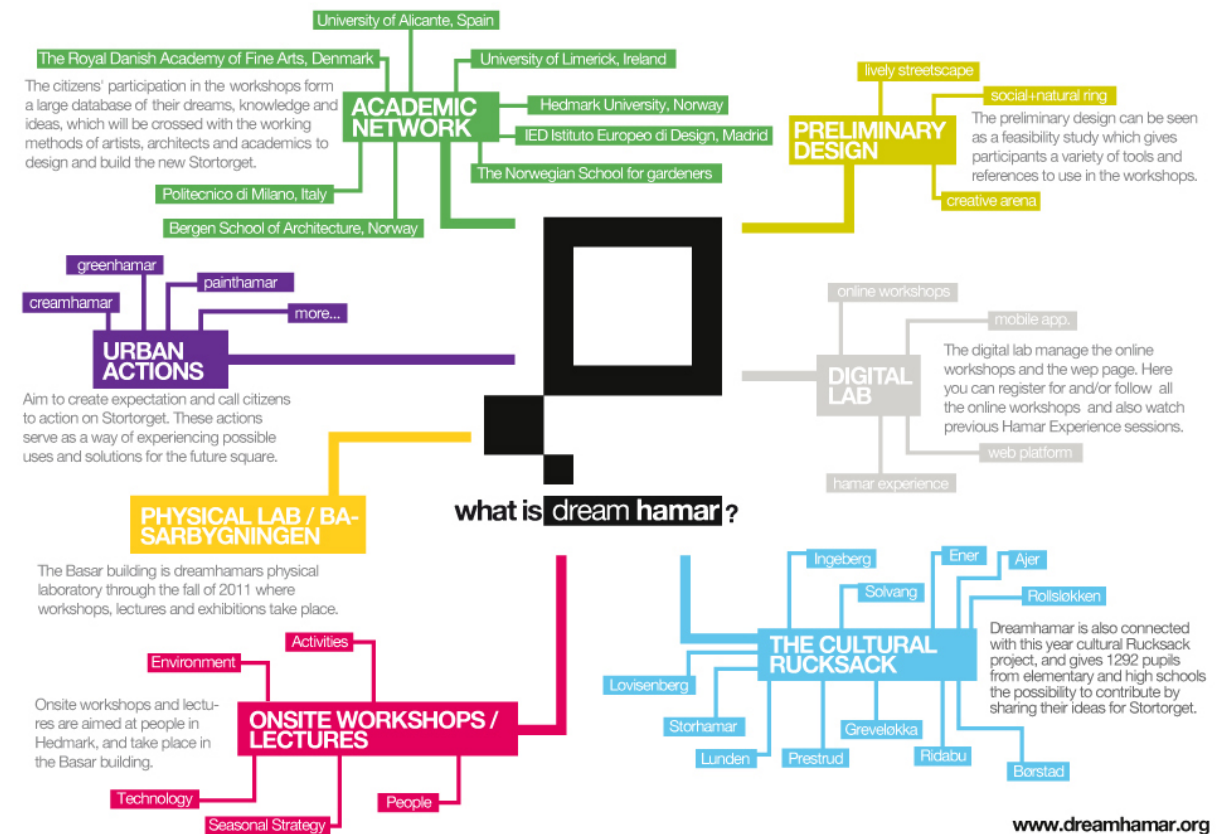 University of Alicante, Spain
The Royal Danish Academy of Fine Arts, Denmark
University of Limerick, Ireland
The citizens' participation in the workshops form
a large database of their dreams, knowledge and
ideas, which will be crossed with the working
methods of artists, architects and academics to
design and build the new Stortorget.
ACADEMIC
NETWORK
Hedmark University, Norway
IED Istituto Europeo di Design, Madrid
The Norwegian School for gardeners
Politecnico di Milano, Italy
Bergen School of Architecture, Norway
lively streetscape
social+natural ring
PRELIMINARY
DESIGN
The preliminary design can be seen
as a feasibility study which gives
participants a variety of tools and
references to use in the workshops.
creative arena
greenhamar
painthamar
creamhamar
more...
URBAN
ACTIONS
Aim to create expectation and call citizens
to action on Stortorget. These actions
serve as a way of experiencing possible
uses and solutions for the future square.
online workshops
mobile app.
DIGITAL
LAB
The digital lab manage the online
workshops and the wep page. Here
you can register for and/or follow all
the online workshops and also watch
previous Hamar Experience sessions.
web platform
hamar experience
what is dream hamar ?
PHYSICAL LAB / BA-
SARBYGNINGEN
The Basar building is dreamhamars physical
laboratory through the fall of 2011 where
workshops, lectures and exhibitions take place.
Activities
Environment
Onsite workshops and lectu-
res are aimed at people in
Hedmark, and take place in
the Basar building.
ONSITE WORKSHOPS /
LECTURES
Technology
People
Seasonal Strategy
Ingeberg
Ener
Ajer
Solvang
Rollsløkken
THE CULTURAL
RUCKSACK
Dreamhamar is also connected
with this year cultural Rucksack
project, and gives 1292 pupils
from elementary and high schools
the possibility to contribute by
sharing their ideas for Stortorget.
Lovisenberg
Storhamar
Greveløkka
Lunden
Prestrud
Ridabu
Børstad
www.dreamhamar.org